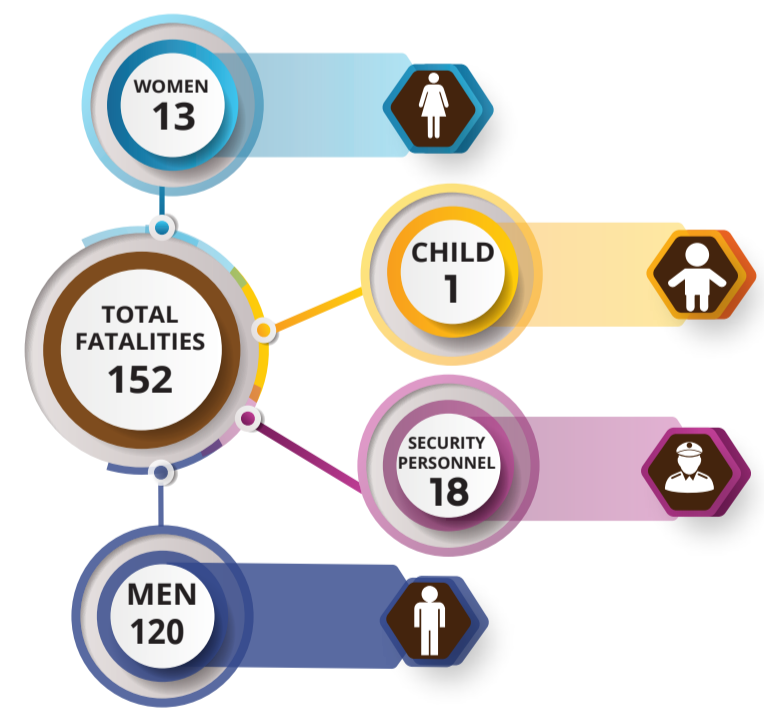 WOMEN
13
CHILD
1
TOTAL
FATALITIES
152
SECURITY
PERSONNEL
18
MEN
120